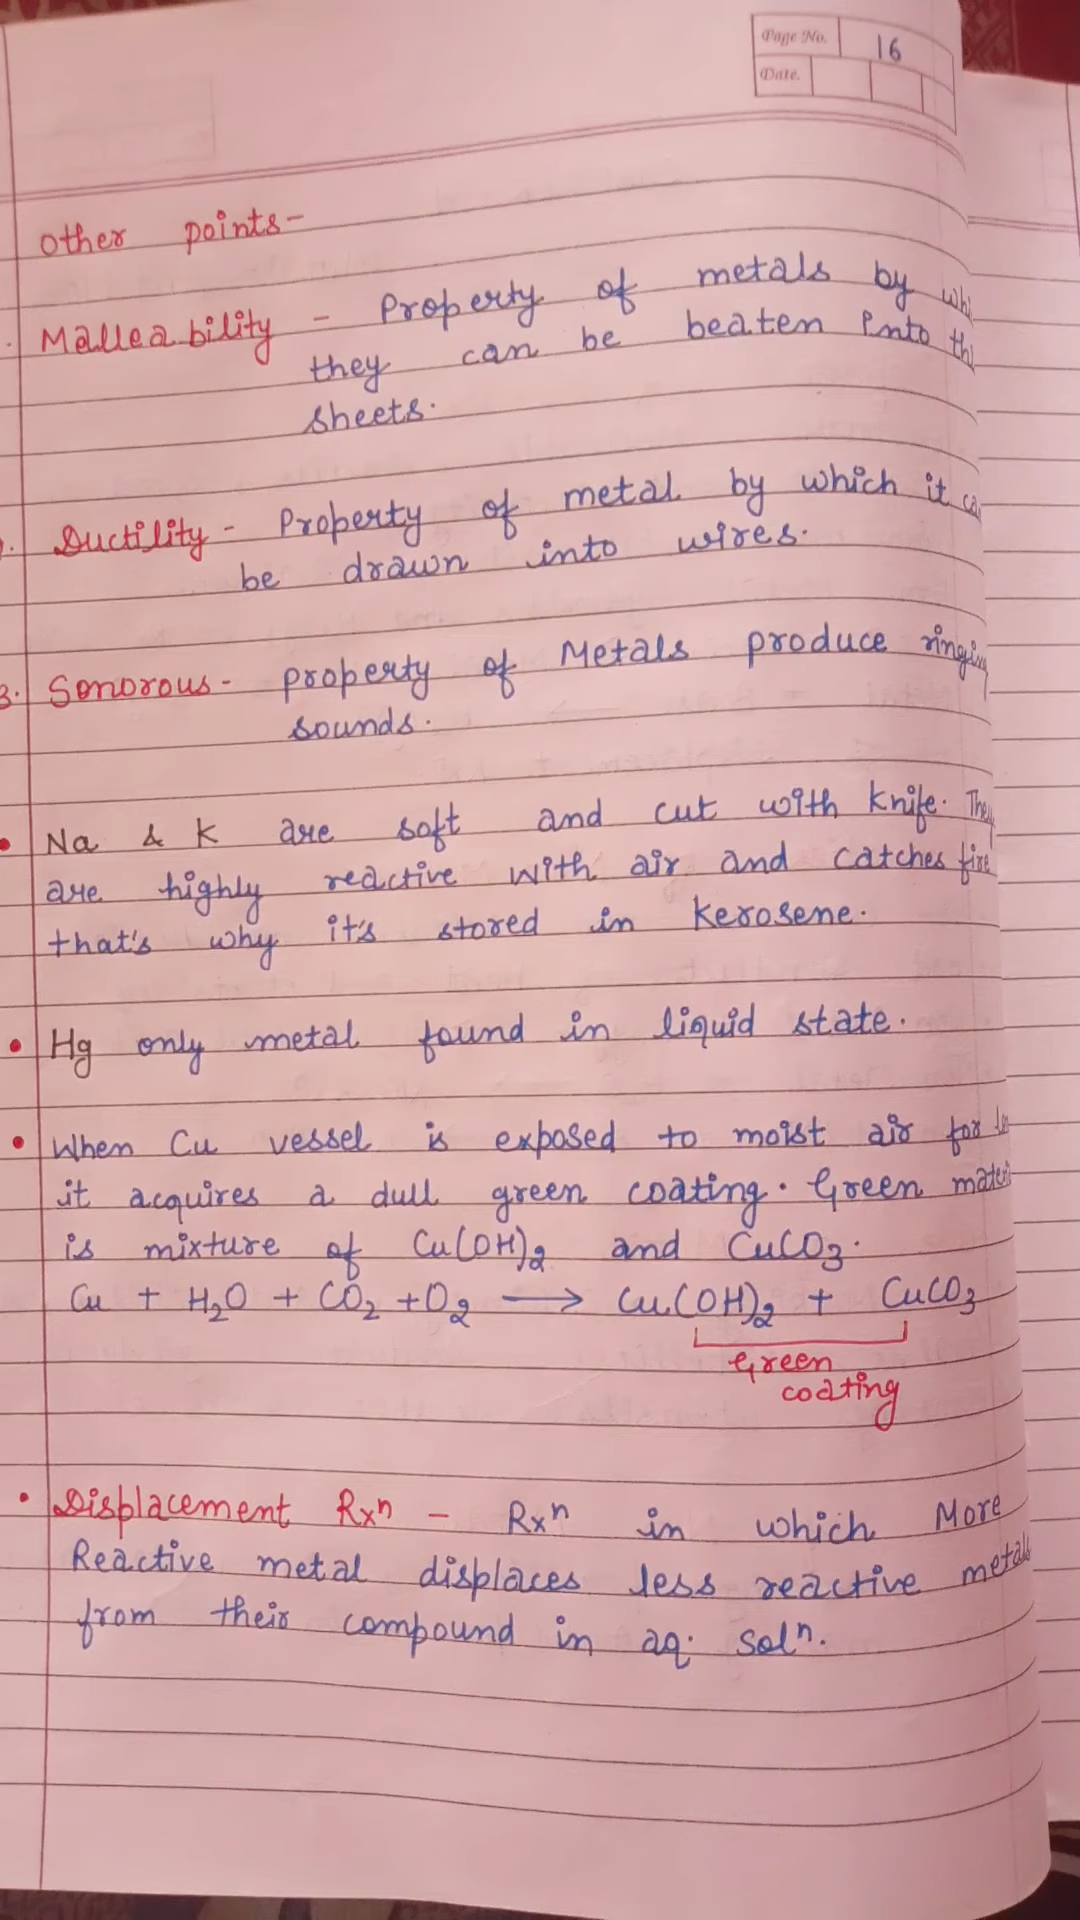 Page No. 16
Date.
Other points-
Malleability - Property of metals by
they can be beaten into
sheets.
Ductility - Property of metal by which it
be drawn into wires.
3. Sonorous - property of Metals produce ringing
sounds.
• Na & K are soft and cut with knife. They
are highly reactive with air and catches fire
that's why it's stored in kerosene.
• Hg only metal found in liquid state.
• When Cu vessel is exposed to moist air for
it acquires a dull green coating. Green
is mixture of Cu(OH)₂ and CuCO₃.
Cu + H₂O + CO₂ + O₂ ⟶ Cu(OH)₂ + CuCO₃
Green
coating
• Displacement Rxⁿ - Rxⁿ in which More
Reactive metal displaces less reactive metals
from their compound in aq. solⁿ.